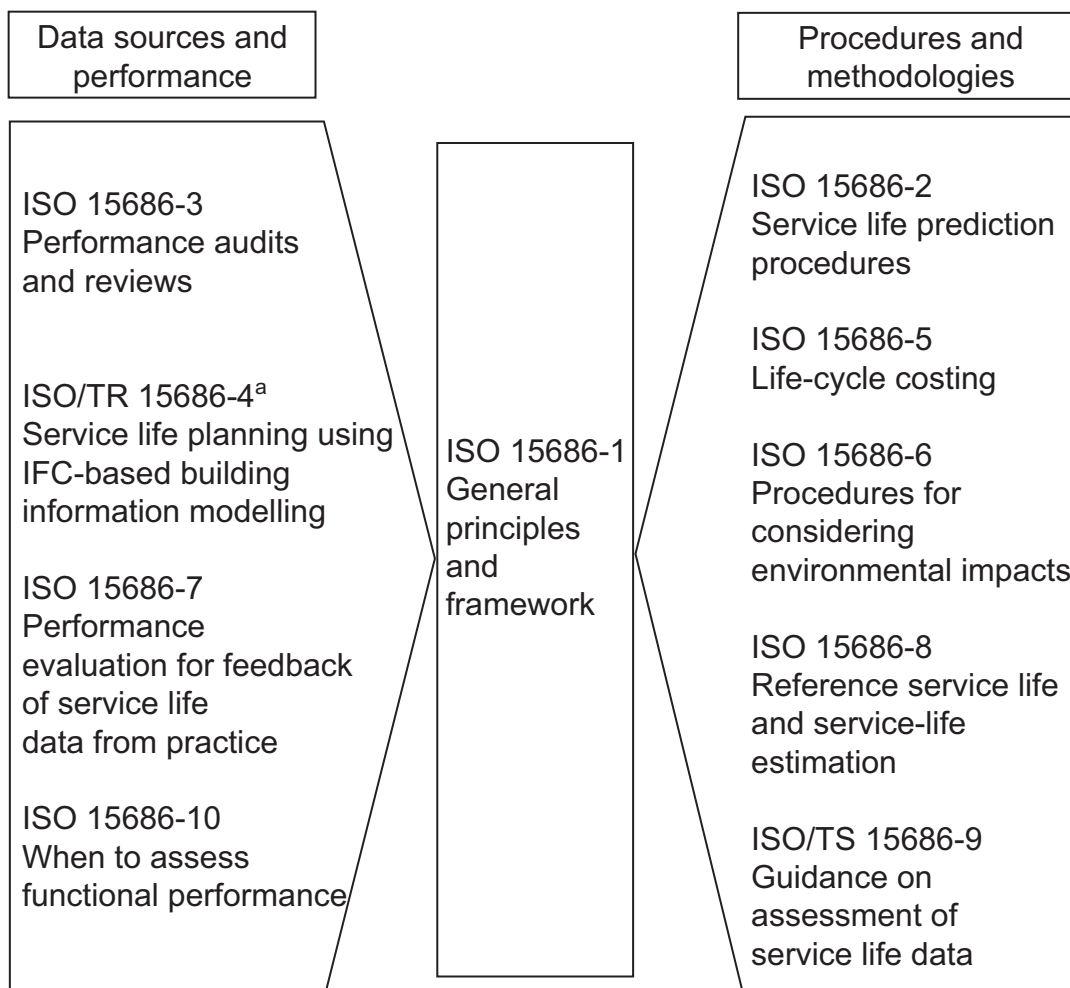 Data sources and
performance
ISO 15686-3
Performance audits
and reviews
ISO/TR 15686-4ᵃ
Service life planning using
IFC-based building
information modelling
ISO 15686-7
Performance
evaluation for feedback
of service life
data from practice
ISO 15686-10
When to assess
functional performance
ISO 15686-1
General
principles
and
framework
Procedures and
methodologies
ISO 15686-2
Service life prediction
procedures
ISO 15686-5
Life-cycle costing
ISO 15686-6
Procedures for
considering
environmental impacts
ISO 15686-8
Reference service life
and service-life
estimation
ISO/TS 15686-9
Guidance on
assessment of
service life data